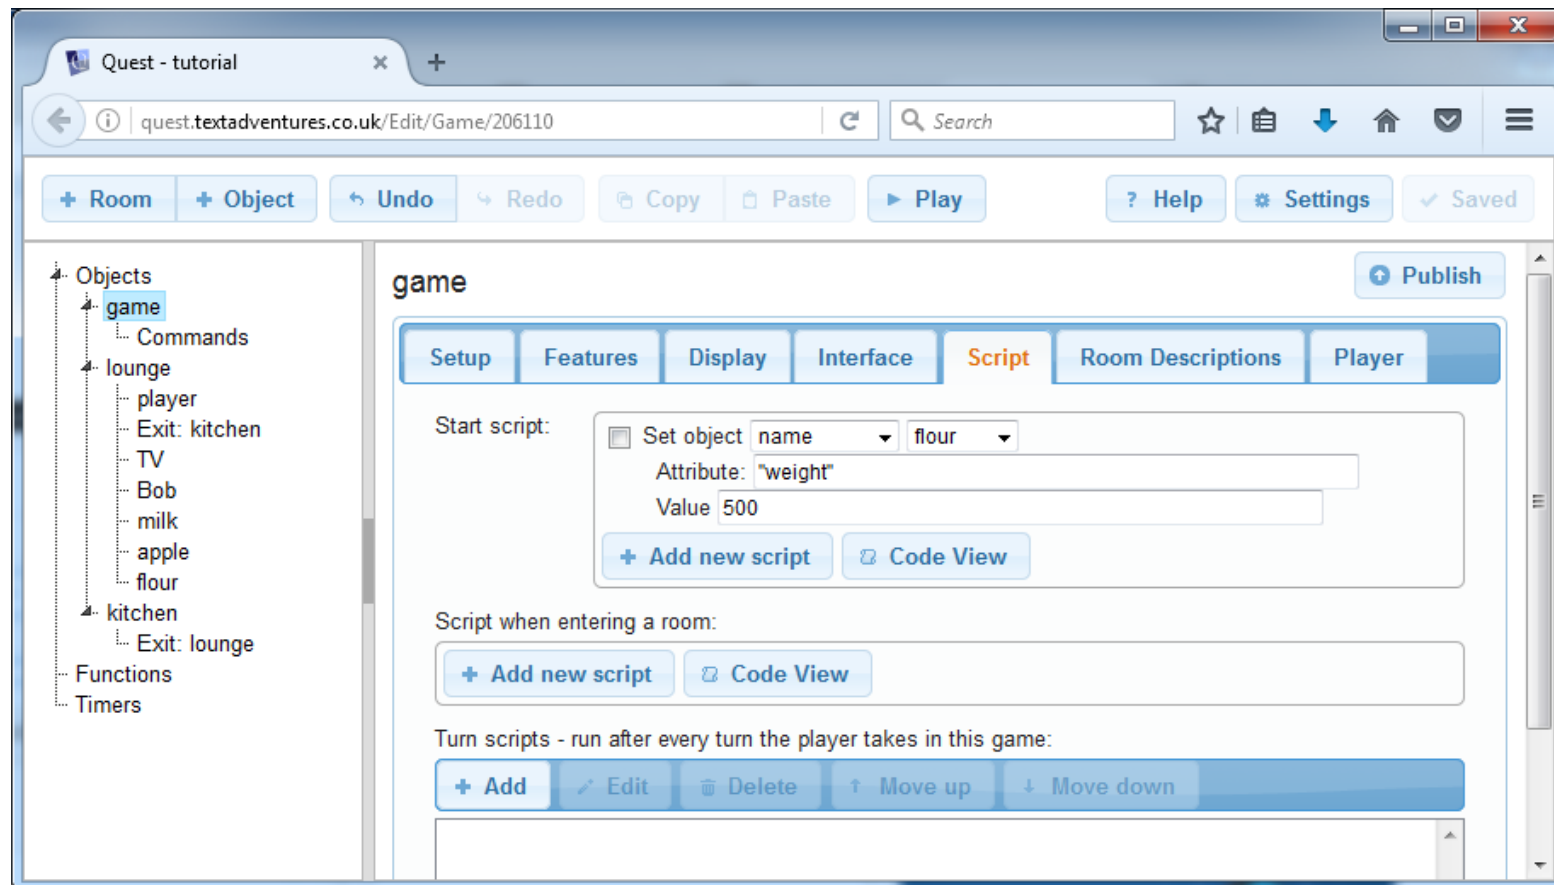 Quest - tutorial
quest.textadventures.co.uk/Edit/Game/206110
Search
Room
Object
Undo
Redo
Copy
Paste
Play
Help
Settings
Saved
Objects
game
Commands
lounge
player
Exit: kitchen
TV
Bob
milk
apple
flour
kitchen
Exit: lounge
Functions
Timers
game
Publish
Setup
Features
Display
Interface
Script
Room Descriptions
Player
Start script:
Set object name flour
Attribute: "weight"
Value 500
Add new script
Code View
Script when entering a room:
Add new script
Code View
Turn scripts - run after every turn the player takes in this game:
Add
Edit
Delete
Move up
Move down